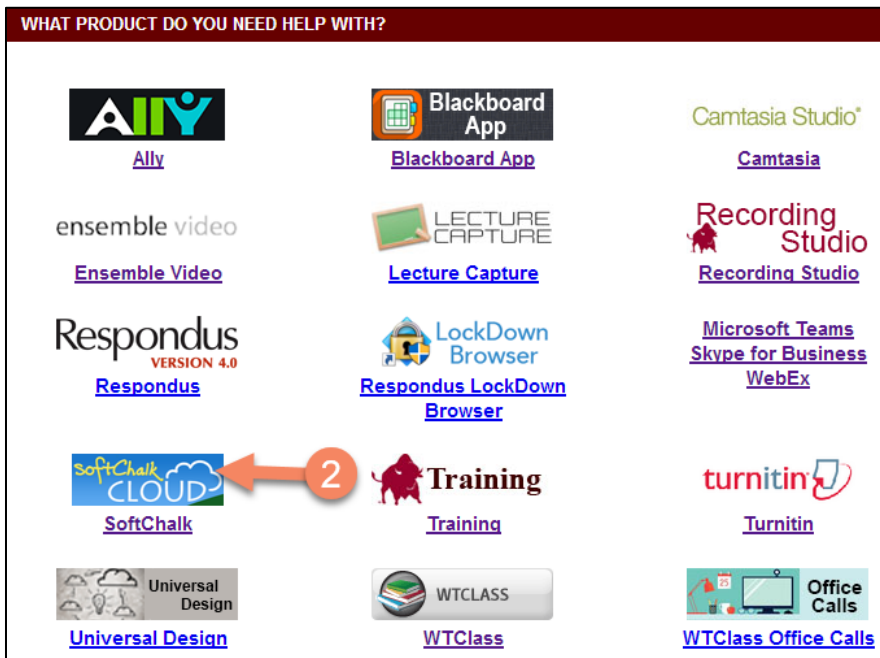 WHAT PRODUCT DO YOU NEED HELP WITH?
ALLY
Blackboard
App
Camtasia Studio®
Ally
Blackboard App
Camtasia
ensemble video
LECTURE
CAPTURE
Recording
Studio
Ensemble Video
Lecture Capture
Recording Studio
Respondus
VERSION 4.0
LockDown
Browser
Microsoft Teams
Skype for Business
WebEx
Respondus
Respondus LockDown
Browser
SoftChalk
CLOUD
2
Training
turnitin
SoftChalk
Training
Turnitin
Universal
Design
WTCLASS
25
Office
Calls
Universal Design
WTClass
WTClass Office Calls